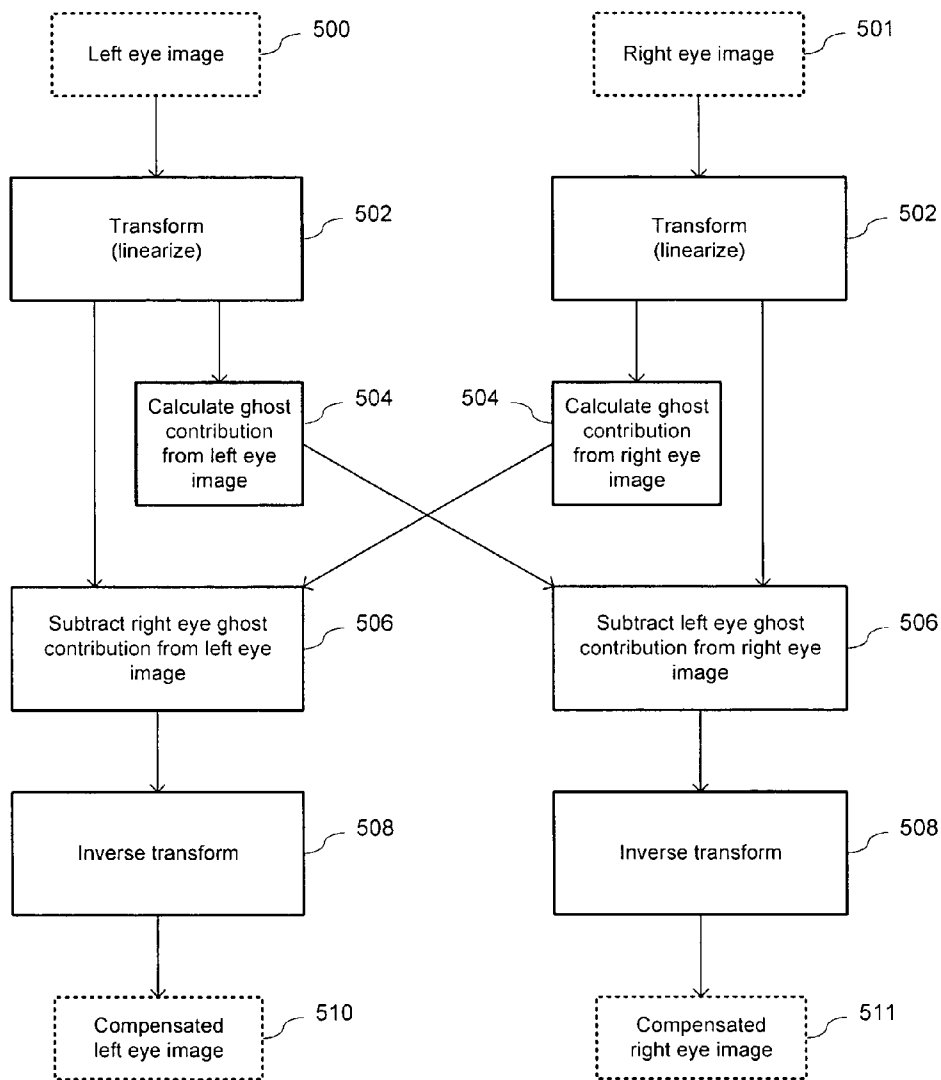 Left eye image
500
Right eye image
501
Transform
(linearize)
502
Transform
(linearize)
502
Calculate ghost
contribution
from left eye
image
504
504
Calculate ghost
contribution
from right eye
image
Subtract right eye ghost
contribution from left eye
image
506
Subtract left eye ghost
contribution from right eye
image
506
Inverse transform
508
Inverse transform
508
Compensated
left eye image
510
Compensated
right eye image
511